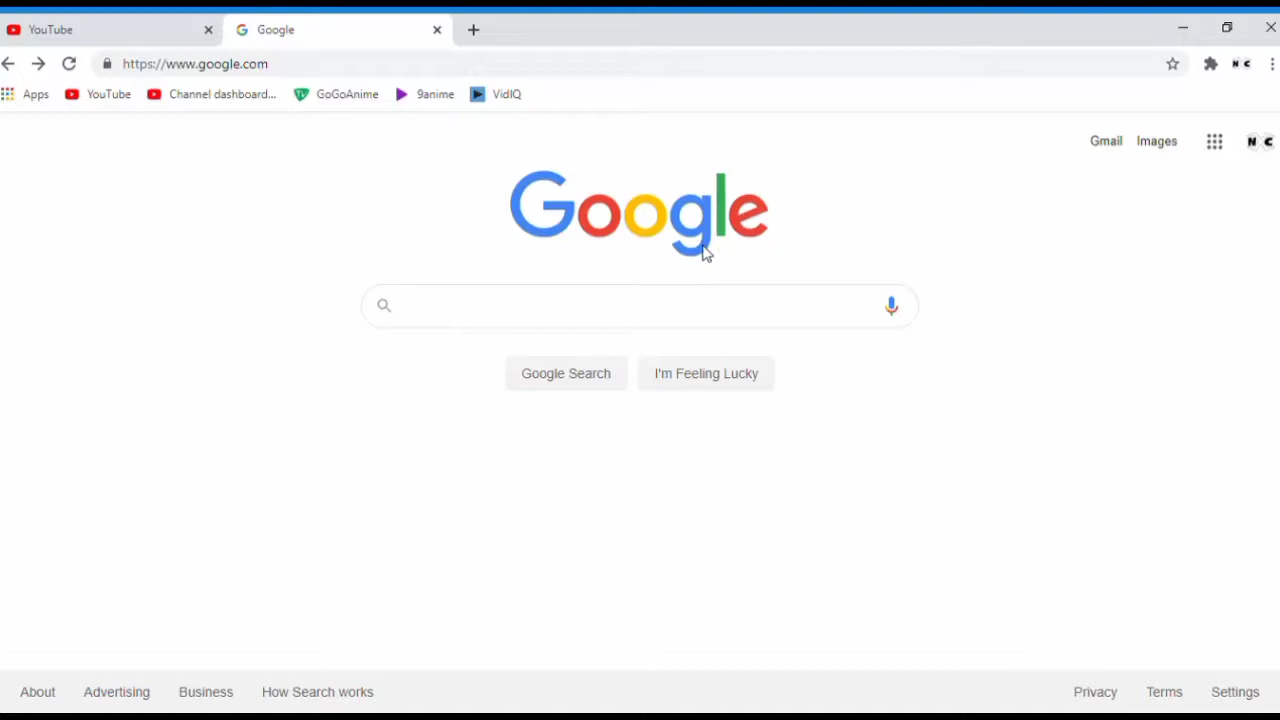 YouTube
Google
https://www.google.com
N C
Apps
YouTube
Channel dashboard...
GoGoAnime
9anime
VidIQ
Gmail
Images
N C
Google
Google Search
I'm Feeling Lucky
About
Advertising
Business
How Search works
Privacy
Terms
Settings